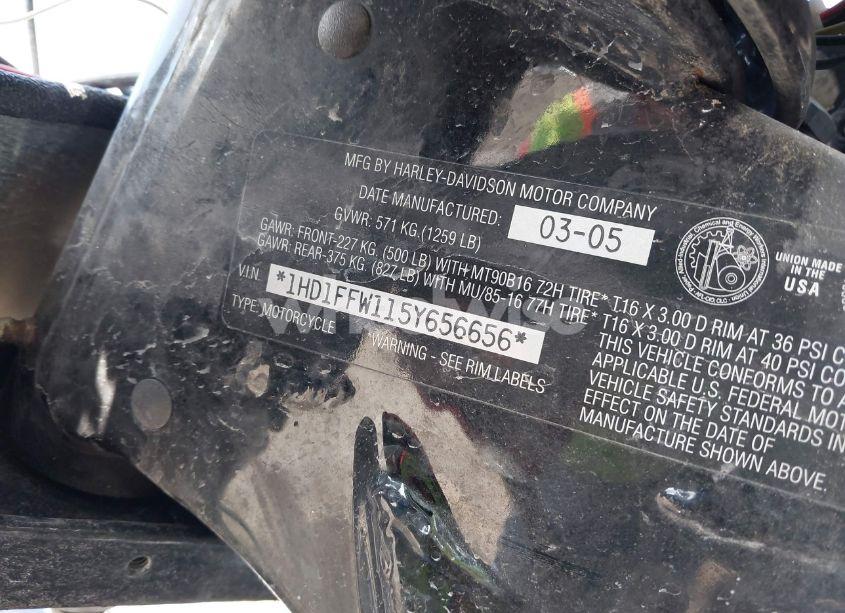 MFG BY HARLEY-DAVIDSON MOTOR COMPANY
DATE MANUFACTURED: 03-05
GVWR: 571 KG. (1259 LB)
GAWR: FRONT-227 KG. (500 LB) WITH MT90B16 72H TIRE* T16 X 3.00 D RIM AT 36 PSI C
GAWR: REAR-375 KG. (827 LB) WITH MU/85-16 77H TIRE* T16 X 3.00 D RIM AT 40 PSI CO
V.I.N *1HD1FFW115Y656656*
TYPE: MOTORCYCLE
WARNING - SEE RIM LABELS
THIS VEHICLE CONFORMS TO A
APPLICABLE U.S. FEDERAL MOT
VEHICLE SAFETY STANDARDS IN
EFFECT ON THE DATE OF
MANUFACTURE SHOWN ABOVE.
UNION MADE
IN
USA